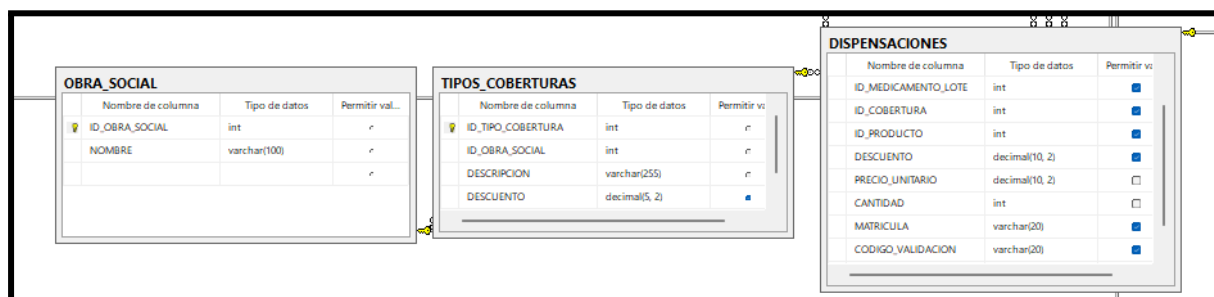 OBRA_SOCIAL
Nombre de columna Tipo de datos Permitir val...
ID_OBRA_SOCIAL int
NOMBRE varchar(100)
TIPOS_COBERTURAS
Nombre de columna Tipo de datos Permitir va
ID_TIPO_COBERTURA int
ID_OBRA_SOCIAL int
DESCRIPCION varchar(255)
DESCUENTO decimal(5, 2)
DISPENSACIONES
Nombre de columna Tipo de datos Permitir va
ID_MEDICAMENTO_LOTE int
ID_COBERTURA int
ID_PRODUCTO int
DESCUENTO decimal(10, 2)
PRECIO_UNITARIO decimal(10, 2)
CANTIDAD int
MATRICULA varchar(20)
CODIGO_VALIDACION varchar(20)